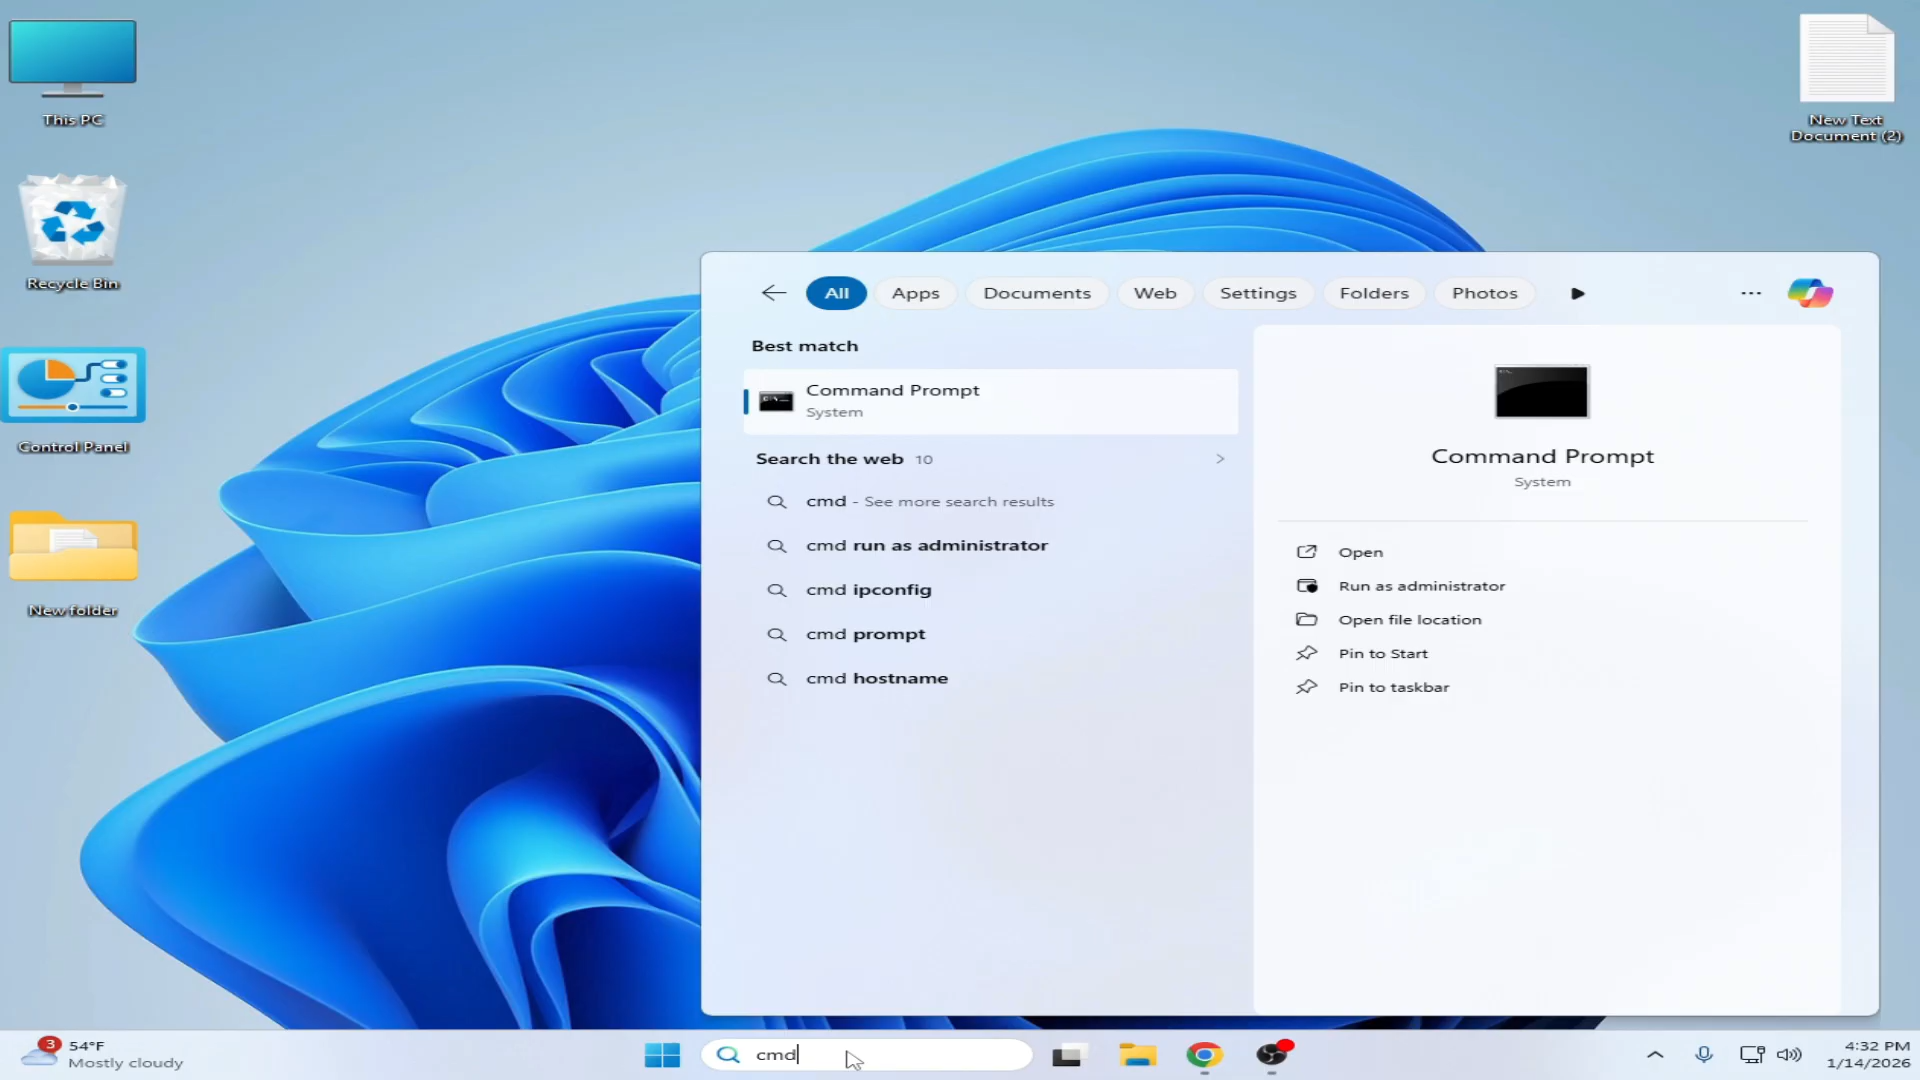 This PC
Recycle Bin
Control Panel
New folder
New Text
Document (2)
All
Apps
Documents
Web
Settings
Folders
Photos
Best match
Command Prompt
System
Search the web 10
cmd - See more search results
cmd run as administrator
cmd ipconfig
cmd prompt
cmd hostname
Command Prompt
System
Open
Run as administrator
Open file location
Pin to Start
Pin to taskbar
3
54°F
Mostly cloudy
cmd
4:32 PM
1/14/2026